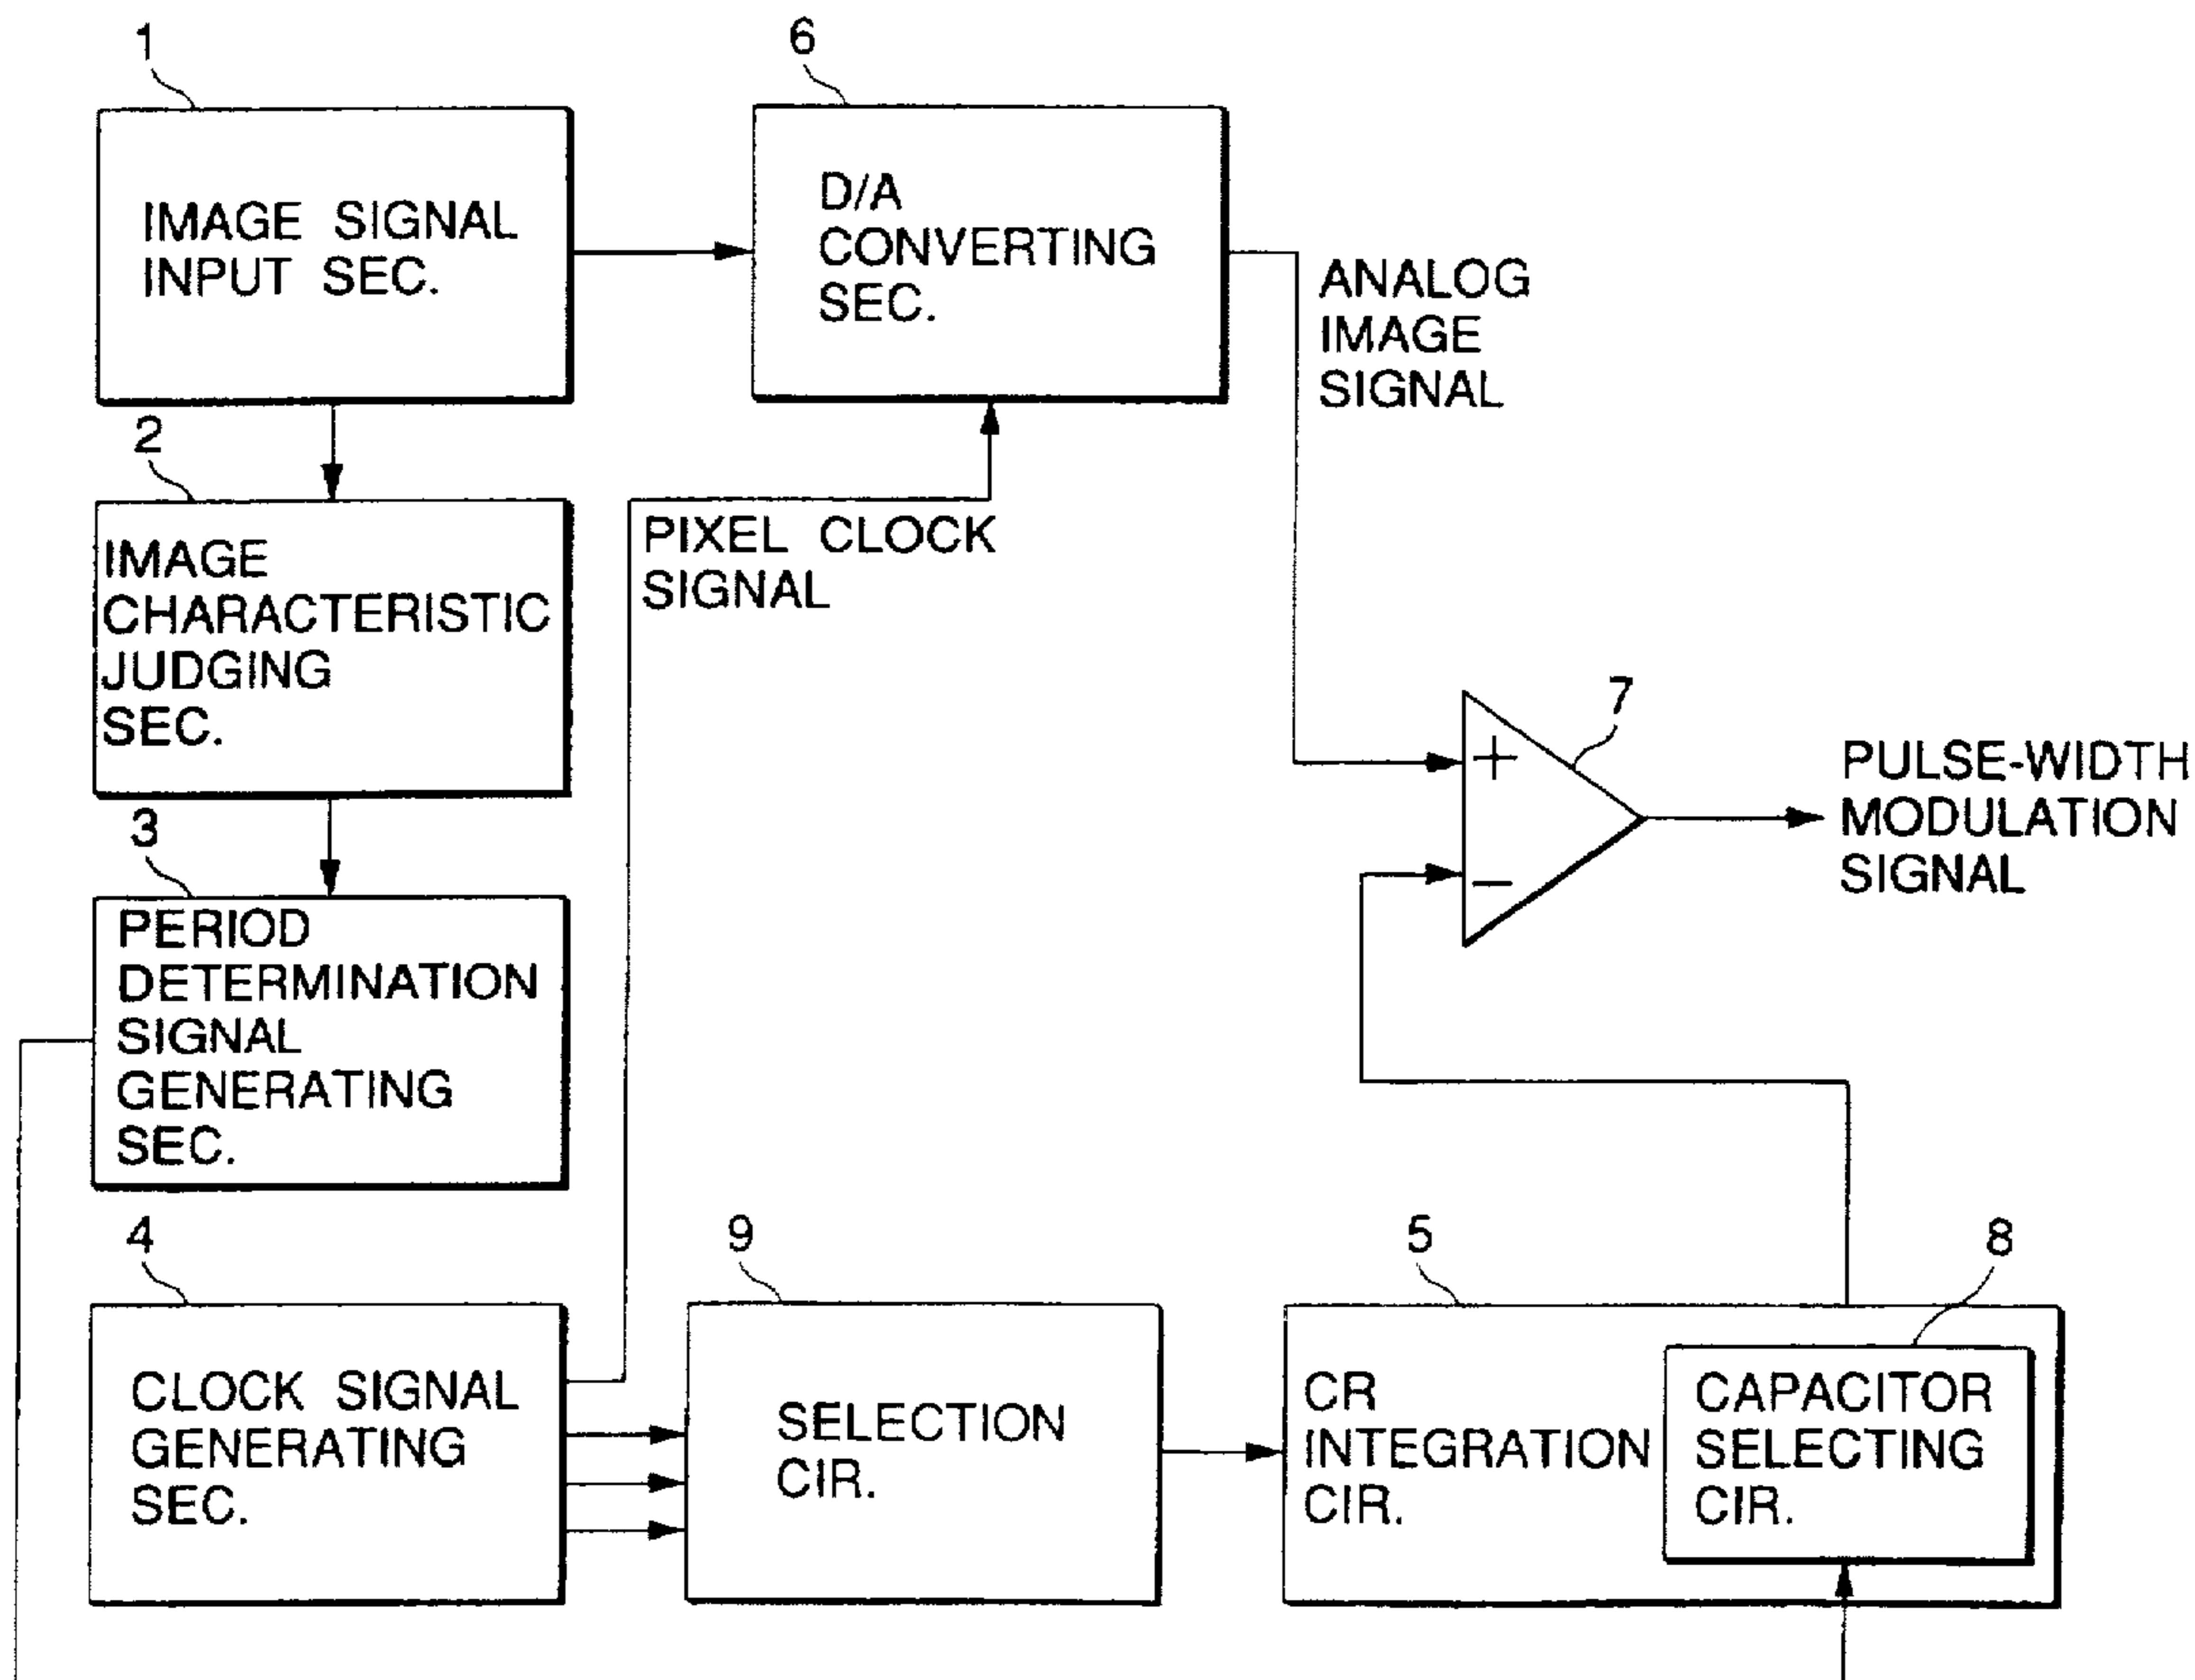 1
6
IMAGE SIGNAL
INPUT SEC.
D/A
CONVERTING
SEC.
ANALOG
IMAGE
SIGNAL
2
IMAGE
CHARACTERISTIC
JUDGING
SEC.
PIXEL CLOCK
SIGNAL
7
+
−
PULSE-WIDTH
MODULATION
SIGNAL
3
PERIOD
DETERMINATION
SIGNAL
GENERATING
SEC.
4
9
5
8
CLOCK SIGNAL
GENERATING
SEC.
SELECTION
CIR.
CR
INTEGRATION
CIR.
CAPACITOR
SELECTING
CIR.